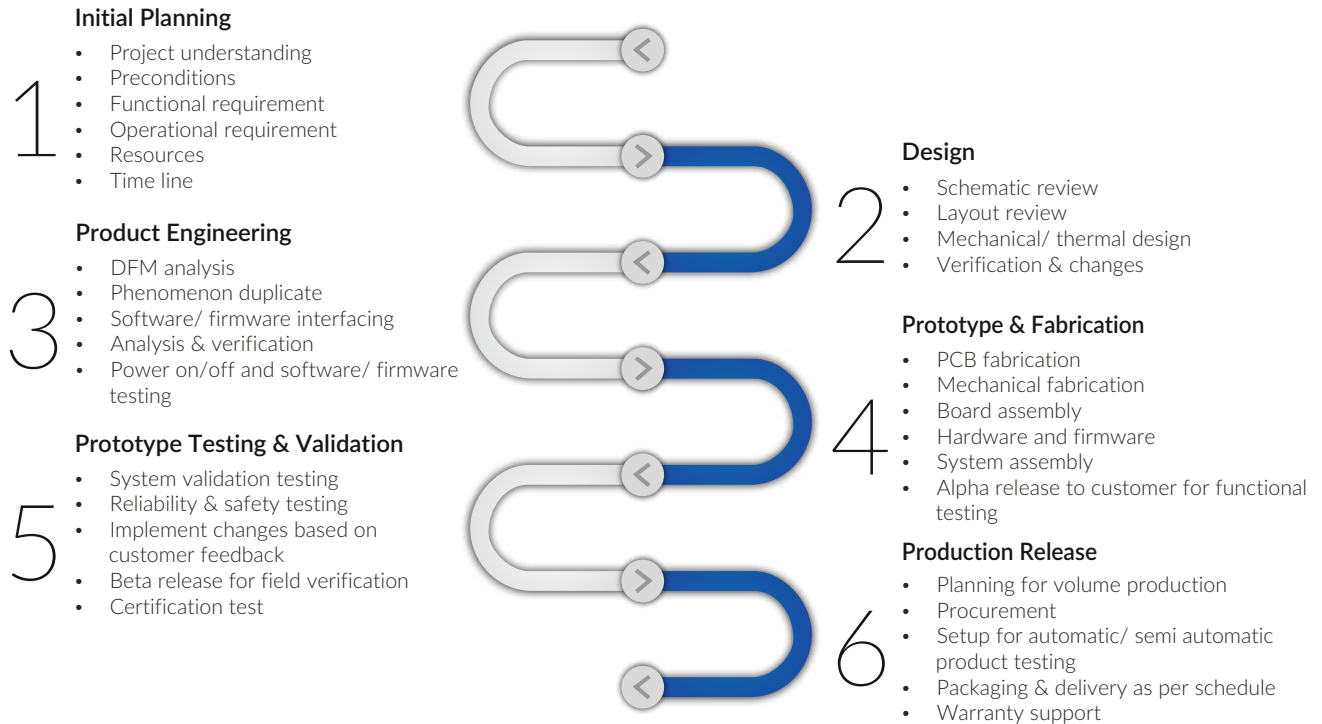 1
Initial Planning
• Project understanding
• Preconditions
• Functional requirement
• Operational requirement
• Resources
• Time line
2
Design
• Schematic review
• Layout review
• Mechanical/ thermal design
• Verification & changes
3
Product Engineering
• DFM analysis
• Phenomenon duplicate
• Software/ firmware interfacing
• Analysis & verification
• Power on/off and software/ firmware
testing
4
Prototype & Fabrication
• PCB fabrication
• Mechanical fabrication
• Board assembly
• Hardware and firmware
• System assembly
• Alpha release to customer for functional
testing
5
Prototype Testing & Validation
• System validation testing
• Reliability & safety testing
• Implement changes based on
customer feedback
• Beta release for field verification
• Certification test
6
Production Release
• Planning for volume production
• Procurement
• Setup for automatic/ semi automatic
product testing
• Packaging & delivery as per schedule
• Warranty support